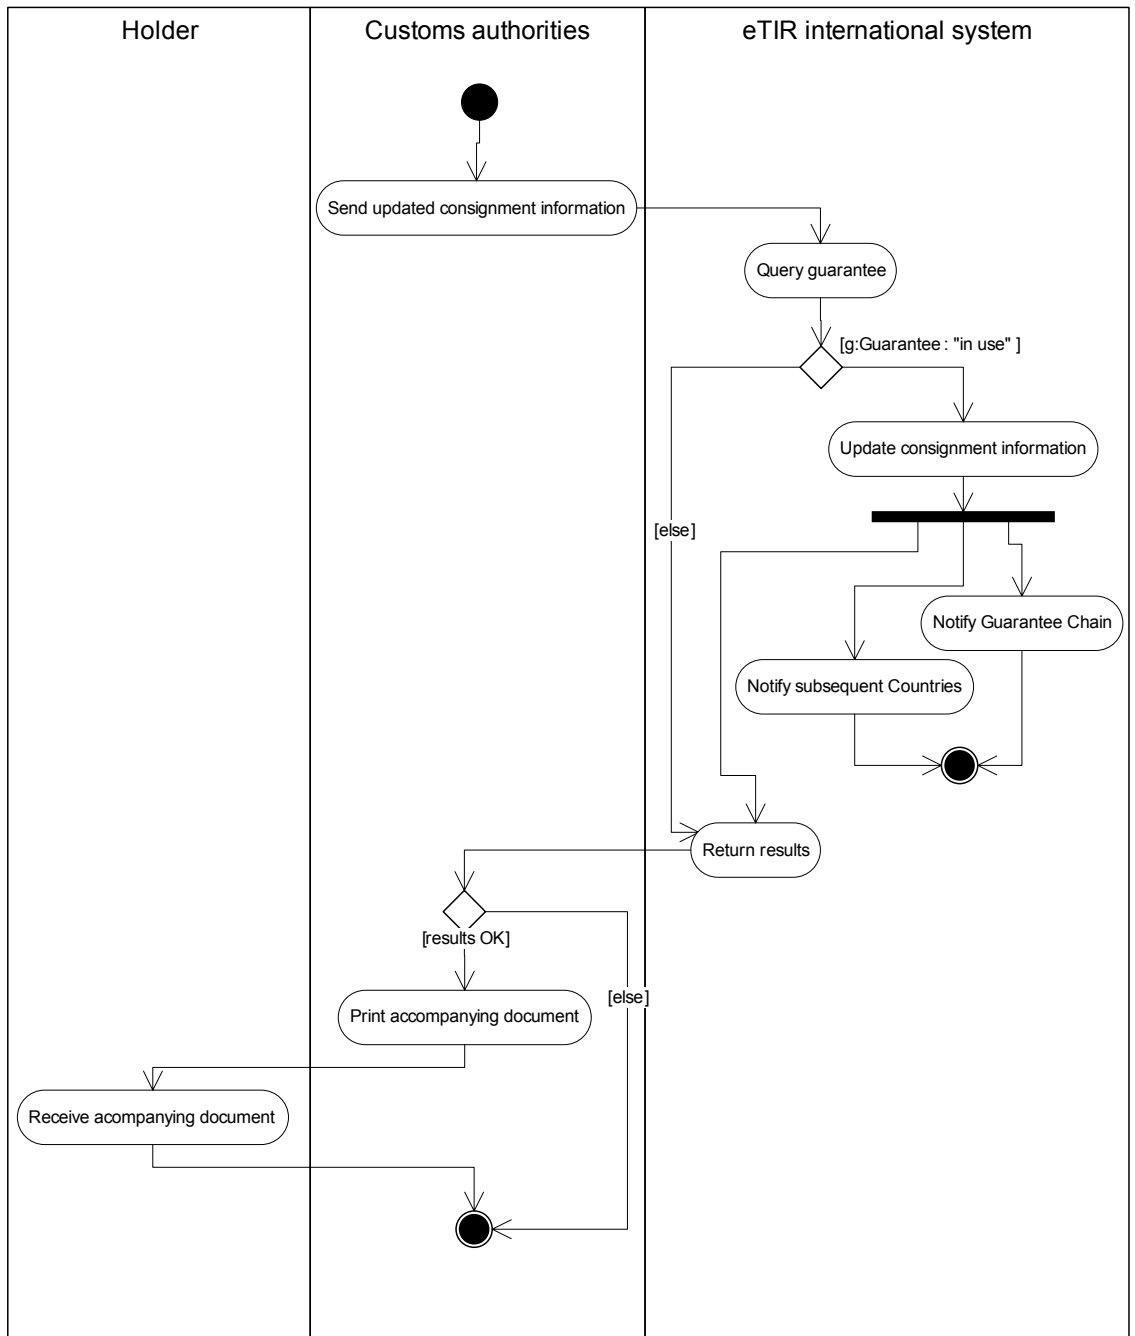 Holder
Customs authorities
eTIR international system
Send updated consignment information
Query guarantee
[g:Guarantee : "in use" ]
Update consignment information
[else]
Notify Guarantee Chain
Notify subsequent Countries
Return results
[results OK]
[else]
Print accompanying document
Receive acompanying document